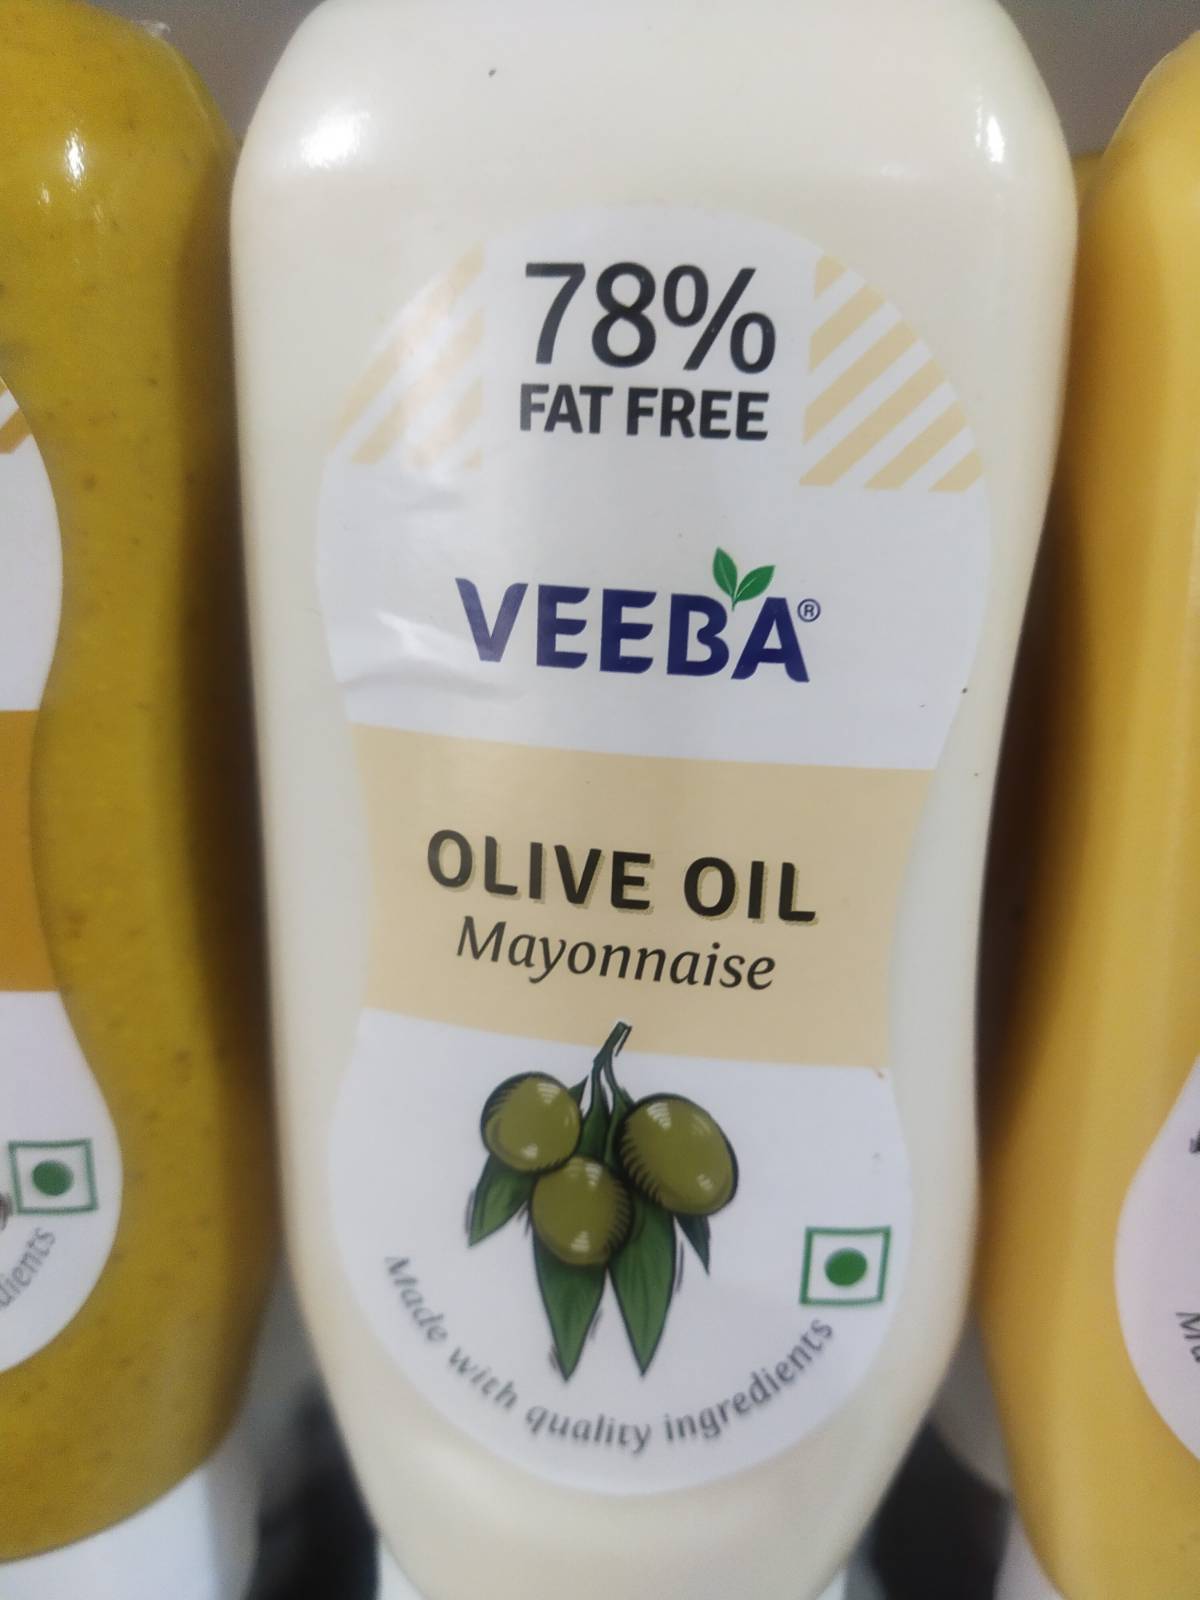 78%
FAT FREE
VEEBA®
OLIVE OIL
Mayonnaise
Made with quality ingredients